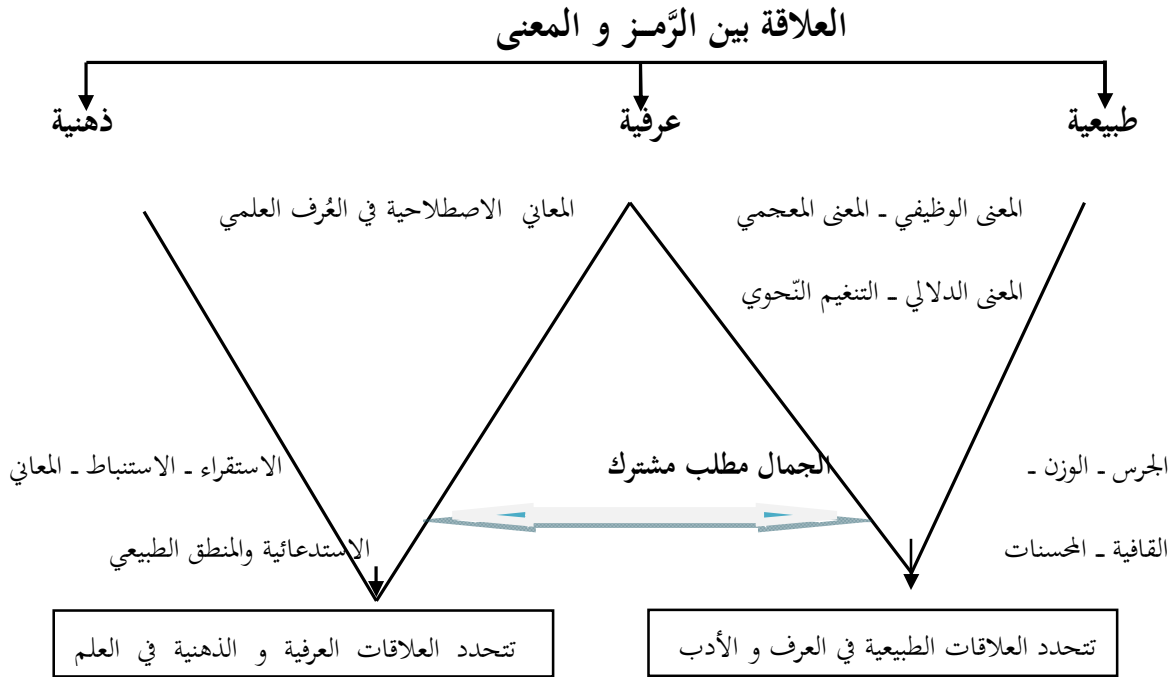 العلاقة بين الرَّمـز و المعنى
طبيعية
عرفية
ذهنية
المعنى الوظيفي ـ المعنى المعجمي
المعاني الاصطلاحية في العُرف العلمي
المعنى الدلالي ـ التنغيم النّحوي
الجرس ـ الوزن ـ
الجمال مطلب مشترك
الاستقراء ـ الاستنباط ـ المعاني
القافية ـ المحسنات
الاستدعائية والمنطق الطبيعي
تتحدد العلاقات الطبيعية في العرف و الأدب
تتحدد العلاقات العرفية و الذهنية في العلم